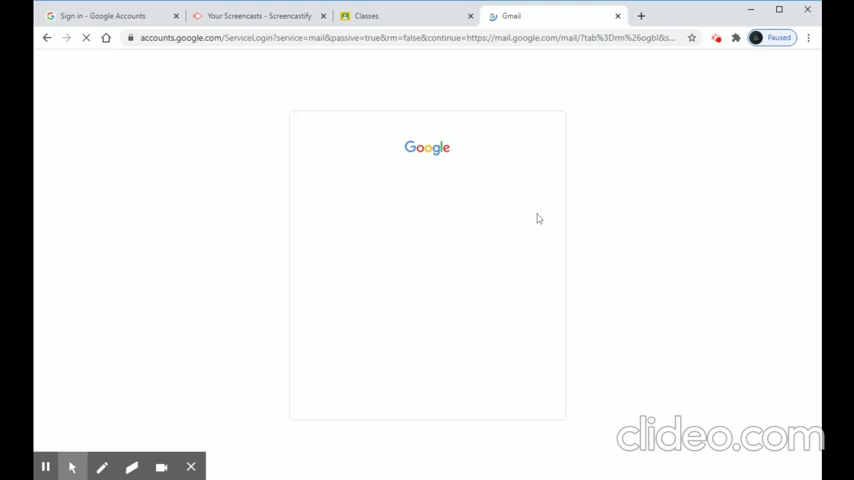 Sign in - Google Accounts
Your Screencasts - Screencastify
Classes
Gmail
accounts.google.com/ServiceLogin?service=mail&passive=true&rm=false&continue=https://mail.google.com/mail/?tab%3Drm%26ogbl&s...
Paused
Google
clideo.com